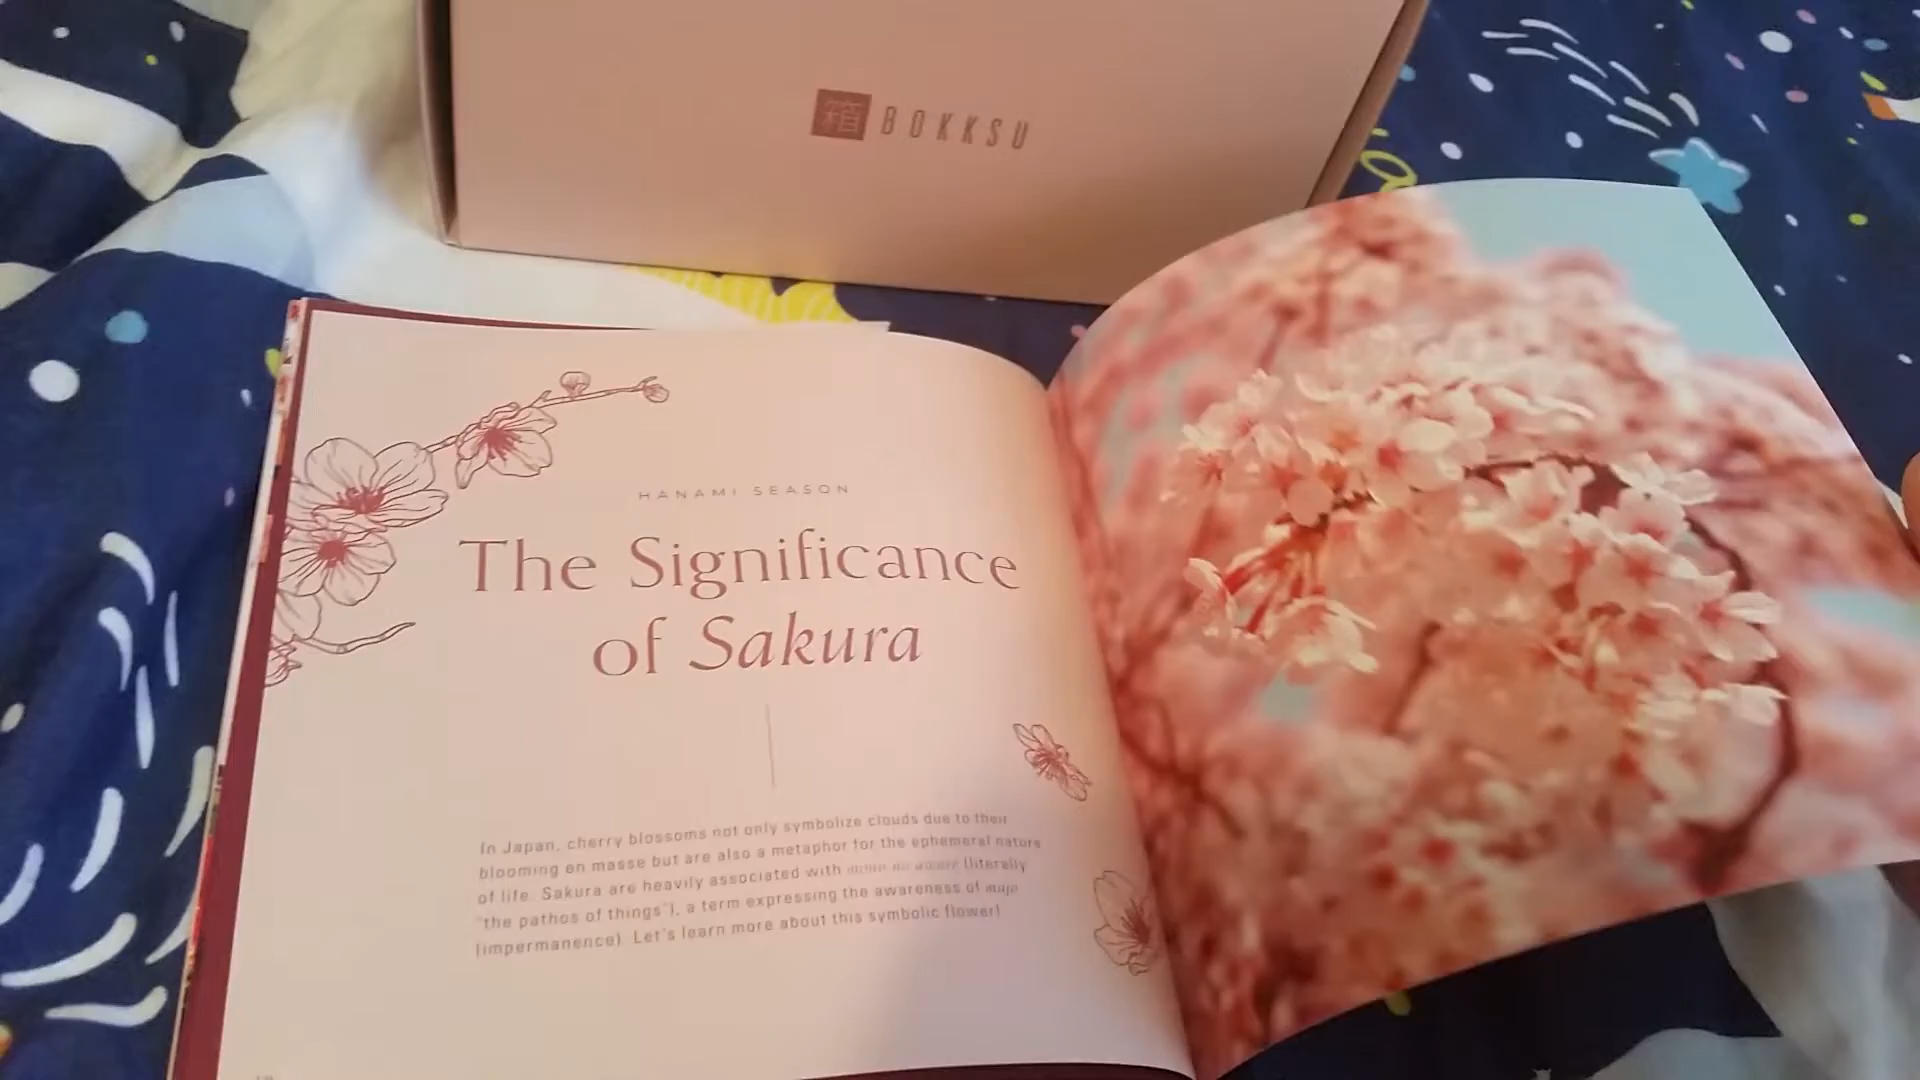 箱 BOKKSU
HANAMI SEASON
The Significance
of Sakura
In Japan, cherry blossoms not only symbolize clouds due to their
blooming en masse but are also a metaphor for the ephemeral nature
of life. Sakura are heavily associated with mono no aware (literally
"the pathos of things"), a term expressing the awareness of mujo
(impermanence). Let's learn more about this symbolic flower!